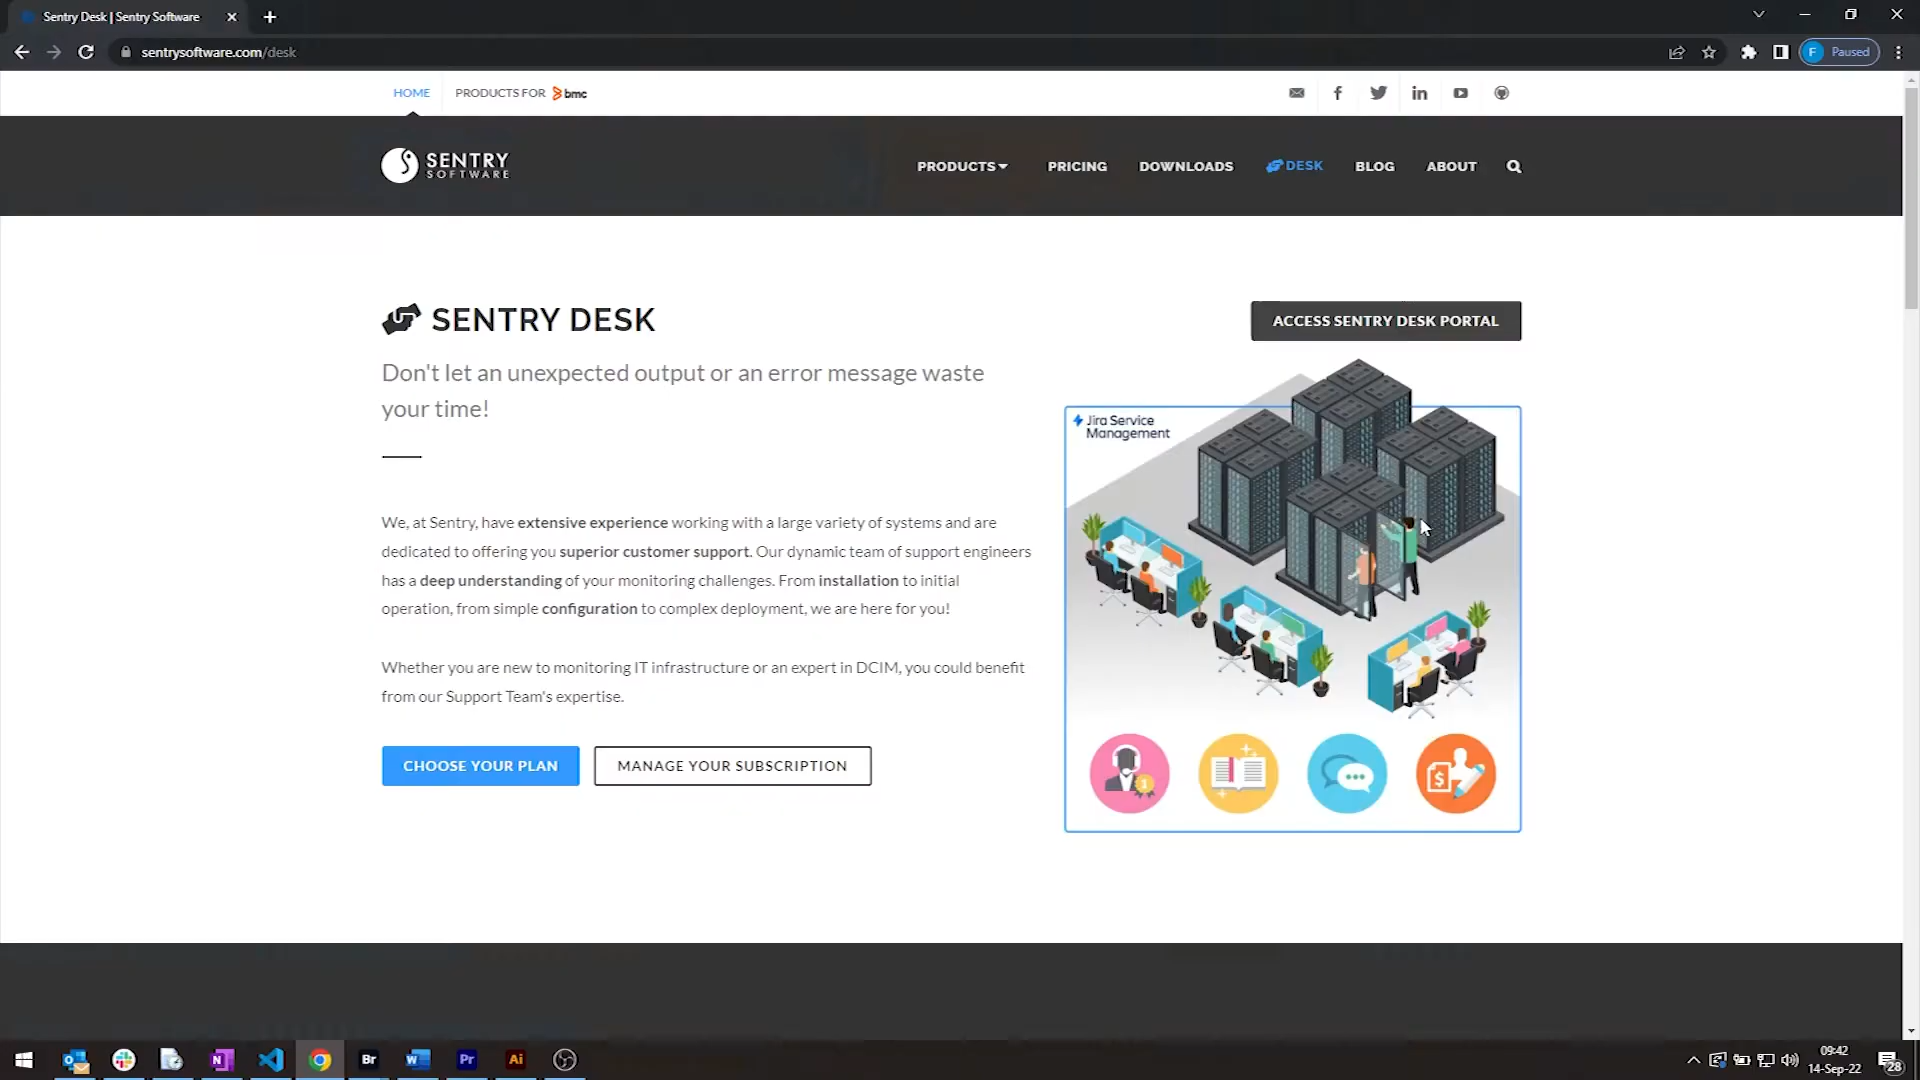 Sentry Desk | Sentry Software
sentrysoftware.com/desk
F Paused
HOME
PRODUCTS FOR bmc
SENTRY
SOFTWARE
PRODUCTS
PRICING
DOWNLOADS
DESK
BLOG
ABOUT
SENTRY DESK
ACCESS SENTRY DESK PORTAL
Don't let an unexpected output or an error message waste
your time!
Jira Service
Management
We, at Sentry, have extensive experience working with a large variety of systems and are
dedicated to offering you superior customer support. Our dynamic team of support engineers
has a deep understanding of your monitoring challenges. From installation to initial
operation, from simple configuration to complex deployment, we are here for you!
Whether you are new to monitoring IT infrastructure or an expert in DCIM, you could benefit
from our Support Team's expertise.
CHOOSE YOUR PLAN
MANAGE YOUR SUBSCRIPTION
1
$
Br
Pr
Ai
09:42
14-Sep-22
28